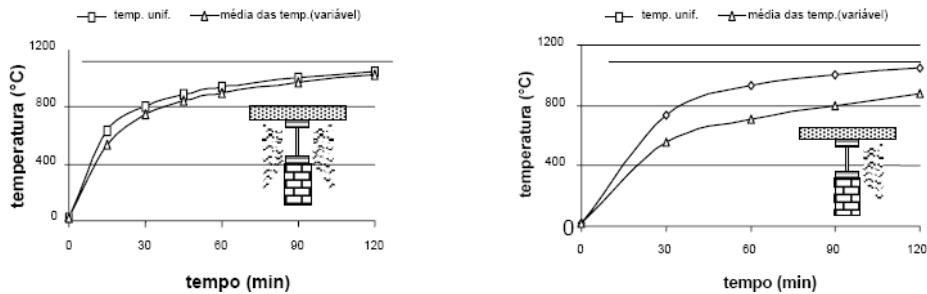 temp. unif. média das temp.(variável)
1200
800
400
0
temperatura (°C)
0 30 60 90 120
tempo (min)
temp. unif. média das temp.(variável)
1200
800
400
0
temperatura (°C)
0 30 60 90 120
tempo (min)